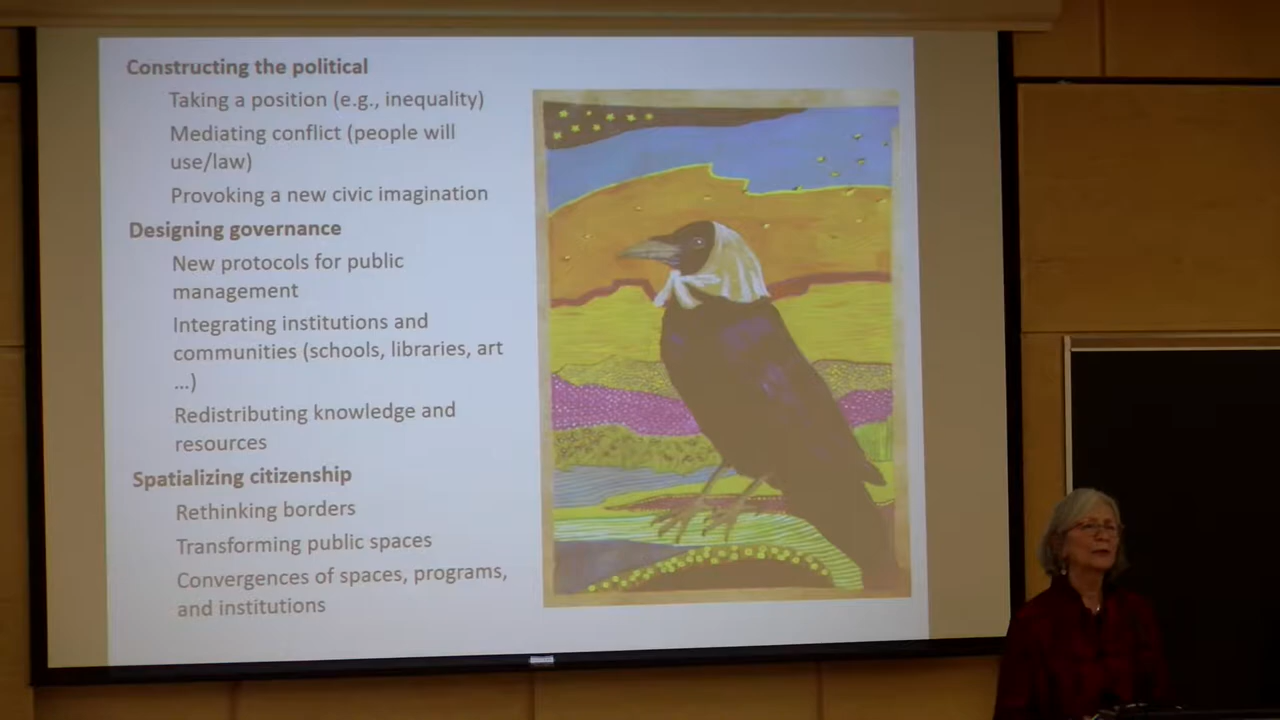 Constructing the political
Taking a position (e.g., inequality)
Mediating conflict (people will
use/law)
Provoking a new civic imagination
Designing governance
New protocols for public
management
Integrating institutions and
communities (schools, libraries, art
...)
Redistributing knowledge and
resources
Spatializing citizenship
Rethinking borders
Transforming public spaces
Convergences of spaces, programs,
and institutions